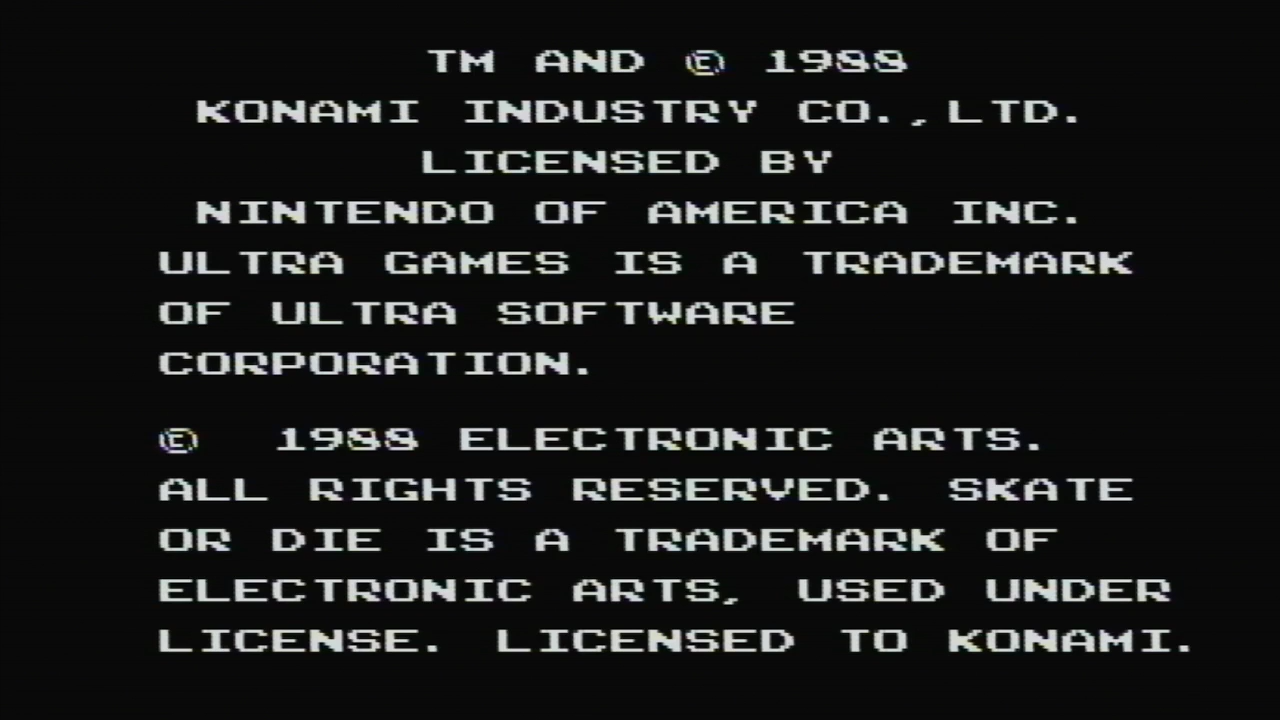 TM AND © 1988
KONAMI INDUSTRY CO.,LTD.
LICENSED BY
NINTENDO OF AMERICA INC.
ULTRA GAMES IS A TRADEMARK
OF ULTRA SOFTWARE
CORPORATION.
© 1988 ELECTRONIC ARTS.
ALL RIGHTS RESERVED. SKATE
OR DIE IS A TRADEMARK OF
ELECTRONIC ARTS, USED UNDER
LICENSE. LICENSED TO KONAMI.